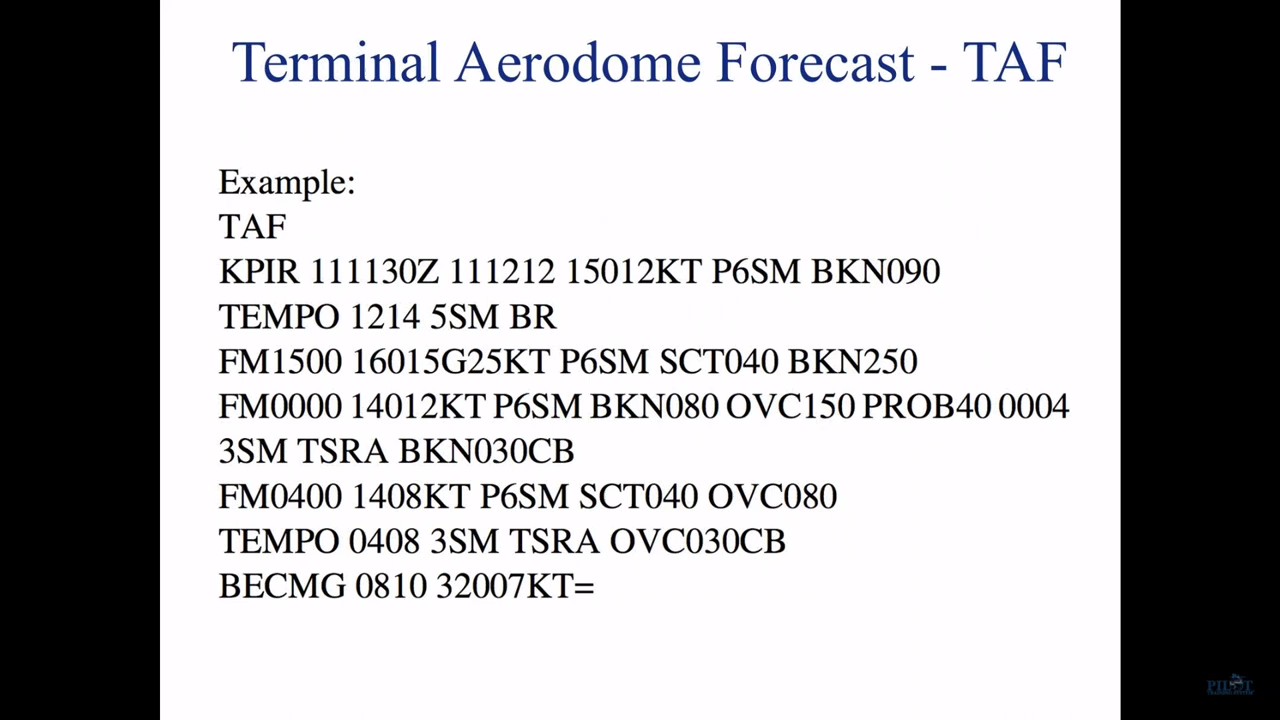 Terminal Aerodome Forecast - TAF
Example:
TAF
KPIR 111130Z 111212 15012KT P6SM BKN090
TEMPO 1214 5SM BR
FM1500 16015G25KT P6SM SCT040 BKN250
FM0000 14012KT P6SM BKN080 OVC150 PROB40 0004
3SM TSRA BKN030CB
FM0400 1408KT P6SM SCT040 OVC080
TEMPO 0408 3SM TSRA OVC030CB
BECMG 0810 32007KT=
PILOT